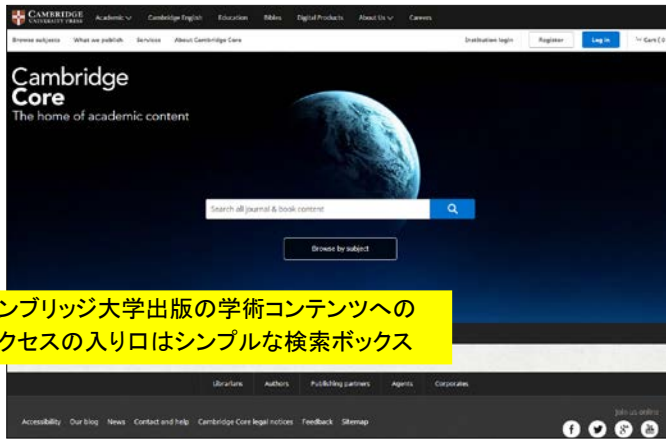 CAMBRIDGE
UNIVERSITY PRESS
Academic Cambridge English Education Bibles Digital Products About Us Careers
Browse subjects What we publish Services About Cambridge Core Institution login Register Log in Cart ( 0
Cambridge
Core
The home of academic content
Search all journal & book content
Browse by subject
ンブリッジ大学出版の学術コンテンツへの
クセスの入り口はシンプルな検索ボックス
Librarians Authors Publishing partners Agents Corporates
Join us online
Accessibility Our blog News Contact and help Cambridge Core legal notices Feedback Sitemap